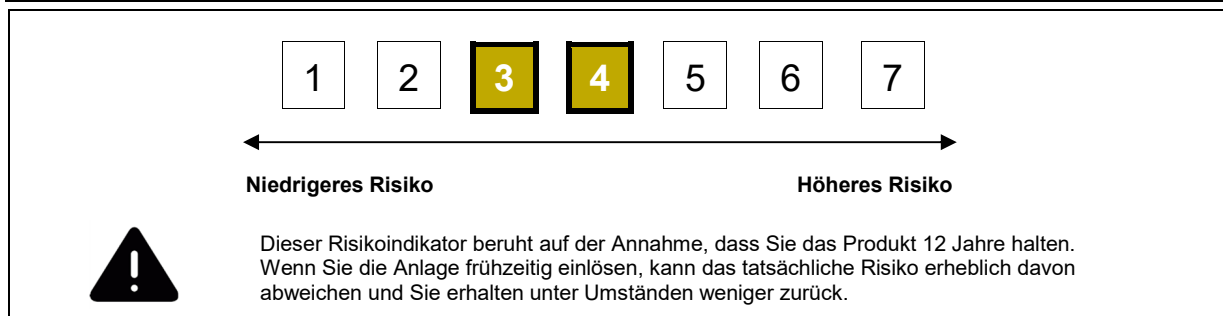 1 2 3 4 5 6 7
Niedrigeres Risiko Höheres Risiko
Dieser Risikoindikator beruht auf der Annahme, dass Sie das Produkt 12 Jahre halten.
Wenn Sie die Anlage frühzeitig einlösen, kann das tatsächliche Risiko erheblich davon
abweichen und Sie erhalten unter Umständen weniger zurück.